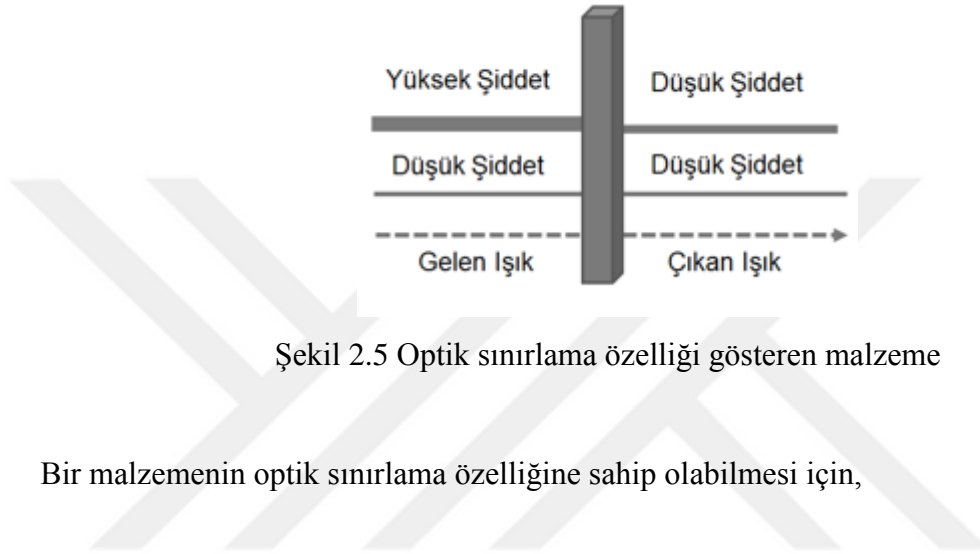 Yüksek Şiddet Düşük Şiddet
Düşük Şiddet Düşük Şiddet
Gelen Işık Çıkan Işık
Şekil 2.5 Optik sınırlama özelliği gösteren malzeme
Bir malzemenin optik sınırlama özelliğine sahip olabilmesi için,